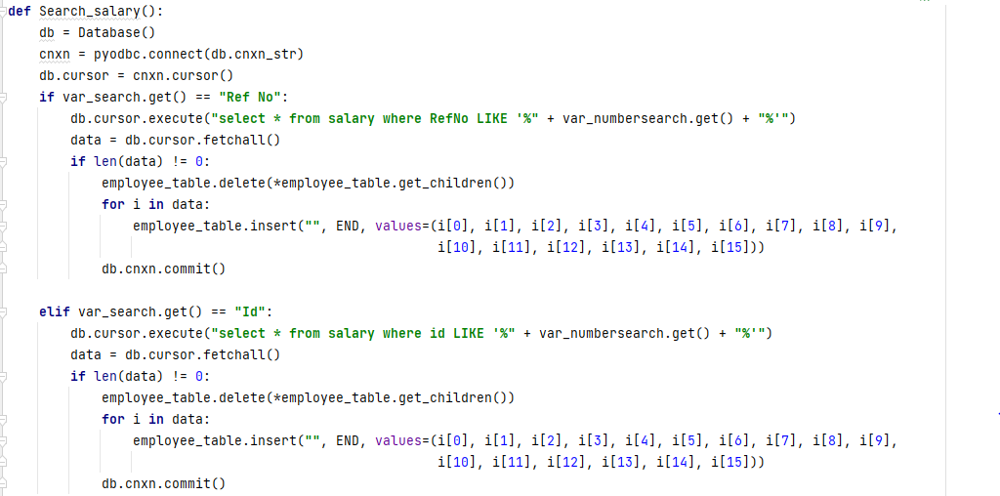 def Search_salary():
    db = Database()
    cnxn = pyodbc.connect(db.cnxn_str)
    db.cursor = cnxn.cursor()
    if var_search.get() == "Ref No":
        db.cursor.execute("select * from salary where RefNo LIKE '%" + var_numbersearch.get() + "%'")
        data = db.cursor.fetchall()
        if len(data) != 0:
            employee_table.delete(*employee_table.get_children())
            for i in data:
                employee_table.insert("", END, values=(i[0], i[1], i[2], i[3], i[4], i[5], i[6], i[7], i[8], i[9],
                                                       i[10], i[11], i[12], i[13], i[14], i[15]))
            db.cnxn.commit()

    elif var_search.get() == "Id":
        db.cursor.execute("select * from salary where id LIKE '%" + var_numbersearch.get() + "%'")
        data = db.cursor.fetchall()
        if len(data) != 0:
            employee_table.delete(*employee_table.get_children())
            for i in data:
                employee_table.insert("", END, values=(i[0], i[1], i[2], i[3], i[4], i[5], i[6], i[7], i[8], i[9],
                                                       i[10], i[11], i[12], i[13], i[14], i[15]))
            db.cnxn.commit()